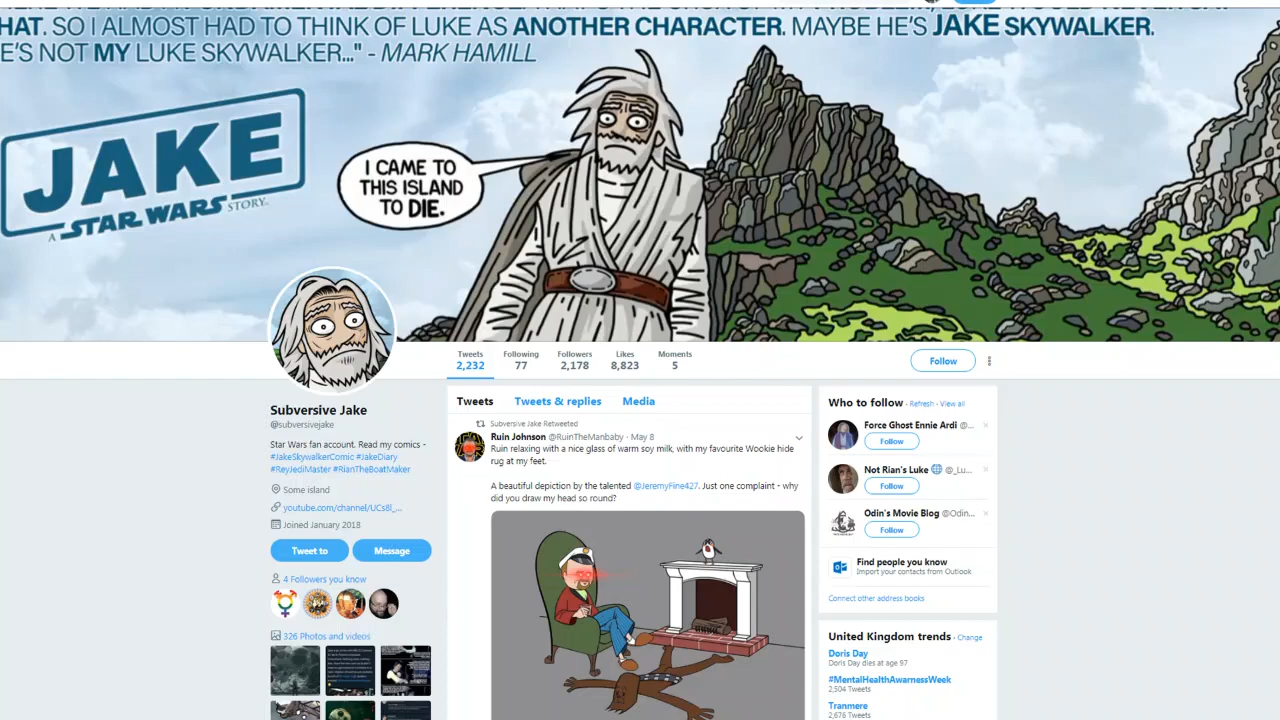 HAT. SO I ALMOST HAD TO THINK OF LUKE AS ANOTHER CHARACTER. MAYBE HE'S JAKE SKYWALKER.
E'S NOT MY LUKE SKYWALKER..." - MARK HAMILL
JAKE
A STAR WARS STORY
I CAME TO
THIS ISLAND
TO DIE.
Tweets
2,232
Following
77
Followers
2,178
Likes
8,823
Moments
5
Follow
Subversive Jake
@subversivejake
Star Wars fan account. Read my comics -
#JakeSkywalkerComic #JakeDiary
#ReyJediMaster #RianTheBoatMaker
Some island
youtube.com/channel/UCs8l_...
Joined January 2018
Tweet to
Message
4 Followers you know
326 Photos and videos
Tweets
Tweets & replies
Media
Subversive Jake Retweeted
Ruin Johnson @RuinTheManbaby · May 8
Ruin relaxing with a nice glass of warm soy milk, with my favourite Wookie hide
rug at my feet.
A beautiful depiction by the talented @JeremyFine427. Just one complaint - why
did you draw my head so round?
Who to follow · Refresh · View all
Force Ghost Ennie Ardi @...
Follow
Not Rian's Luke @_Lu...
Follow
Odin's Movie Blog @Odin...
Follow
Find people you know
Import your contacts from Outlook
Connect other address books
United Kingdom trends · Change
Doris Day
Doris Day dies at age 97
#MentalHealthAwarnessWeek
2,504 Tweets
Tranmere
2,676 Tweets